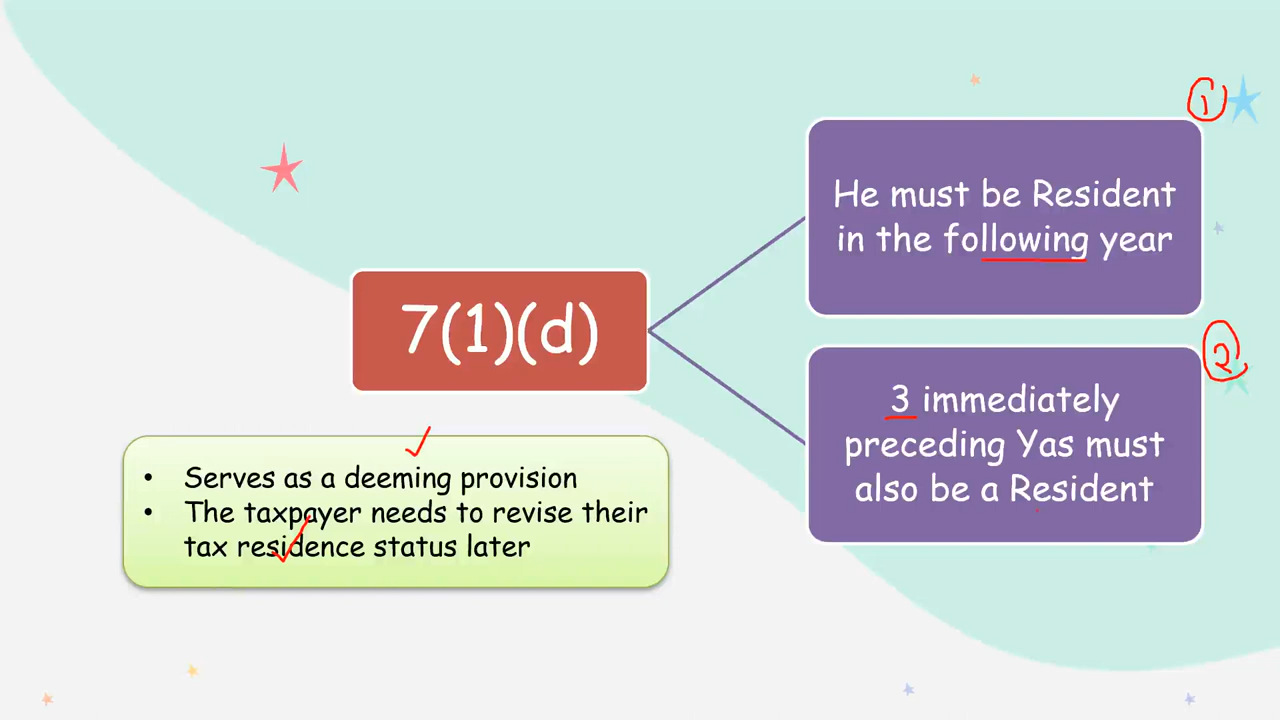 7(1)(d)
• Serves as a deeming provision
• The taxpayer needs to revise their
tax residence status later
1
He must be Resident
in the following year
2
3 immediately
preceding Yas must
also be a Resident